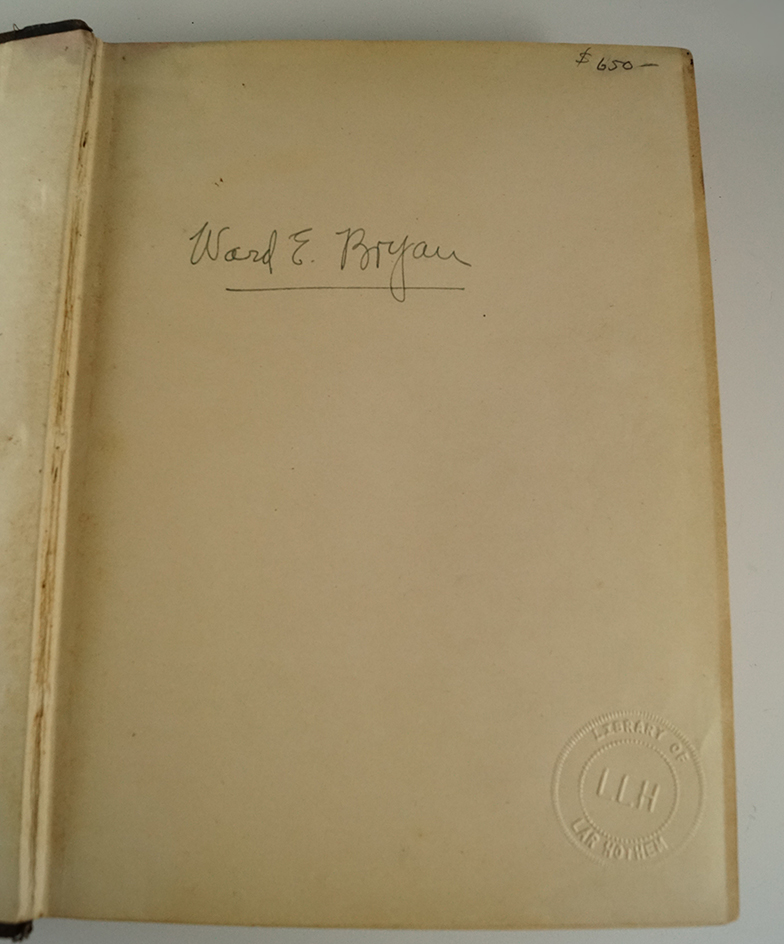 $ 650—
Ward E. Bryan
LIBRARY OF
LLH
LAR HOTHEM